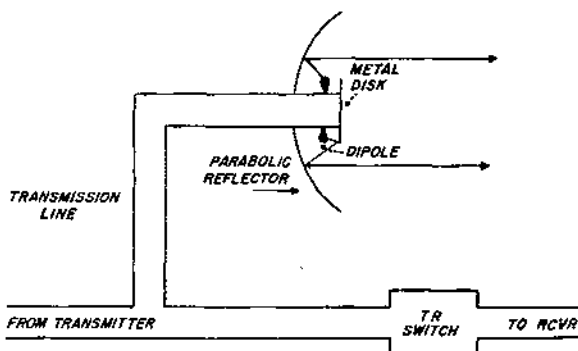 METAL
DISK
DIPOLE
PARABOLIC
REFLECTOR
TRANSMISSION
LINE
FROM TRANSMITTER
TR
SWITCH
TO RCVR